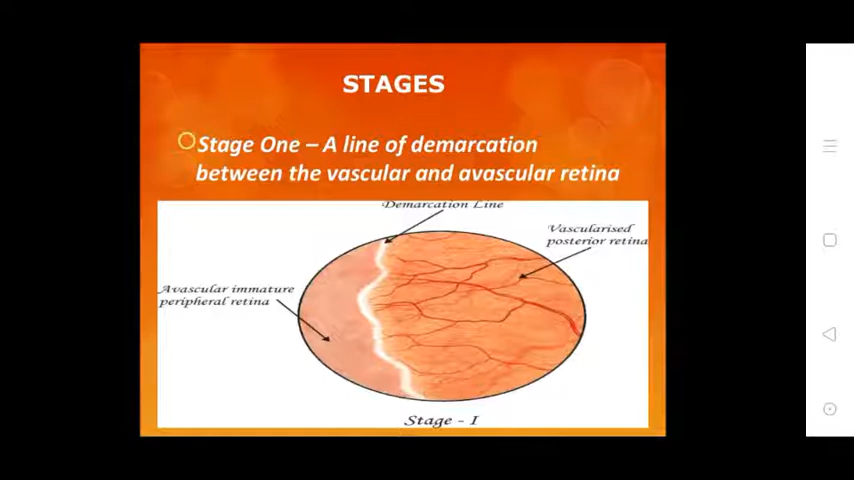 STAGES
Stage One – A line of demarcation
between the vascular and avascular retina
Demarcation Line
Vascularised
posterior retina
Avascular immature
peripheral retina
Stage - I